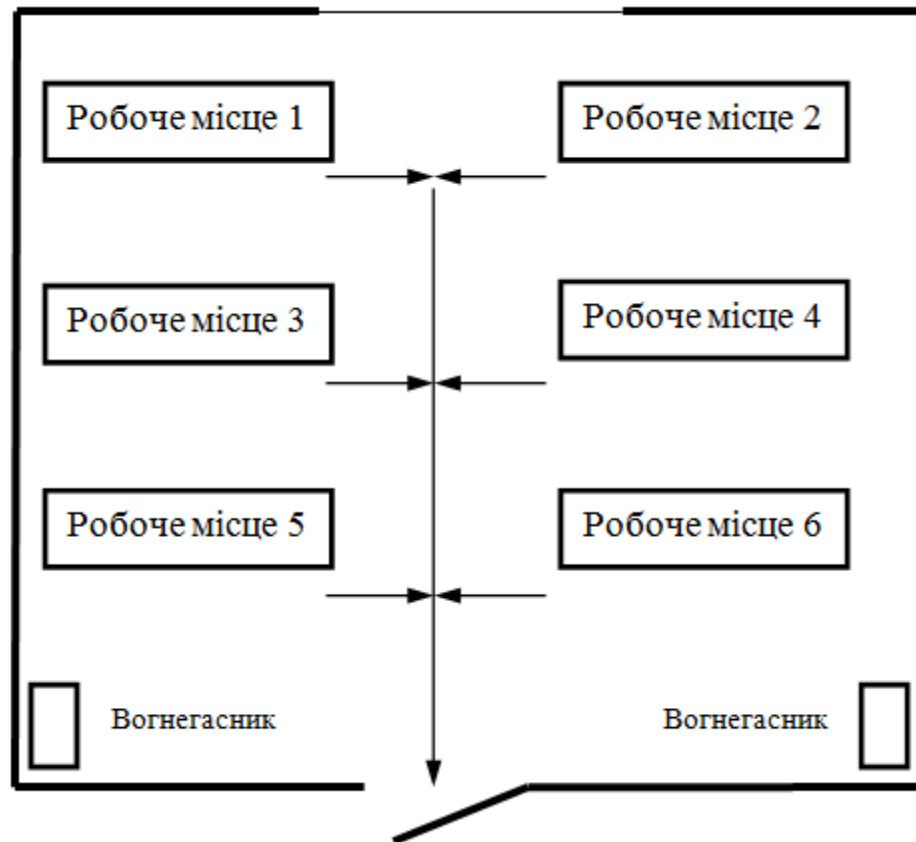 Робоче місце 1
Робоче місце 2
Робоче місце 3
Робоче місце 4
Робоче місце 5
Робоче місце 6
Вогнегасник
Вогнегасник